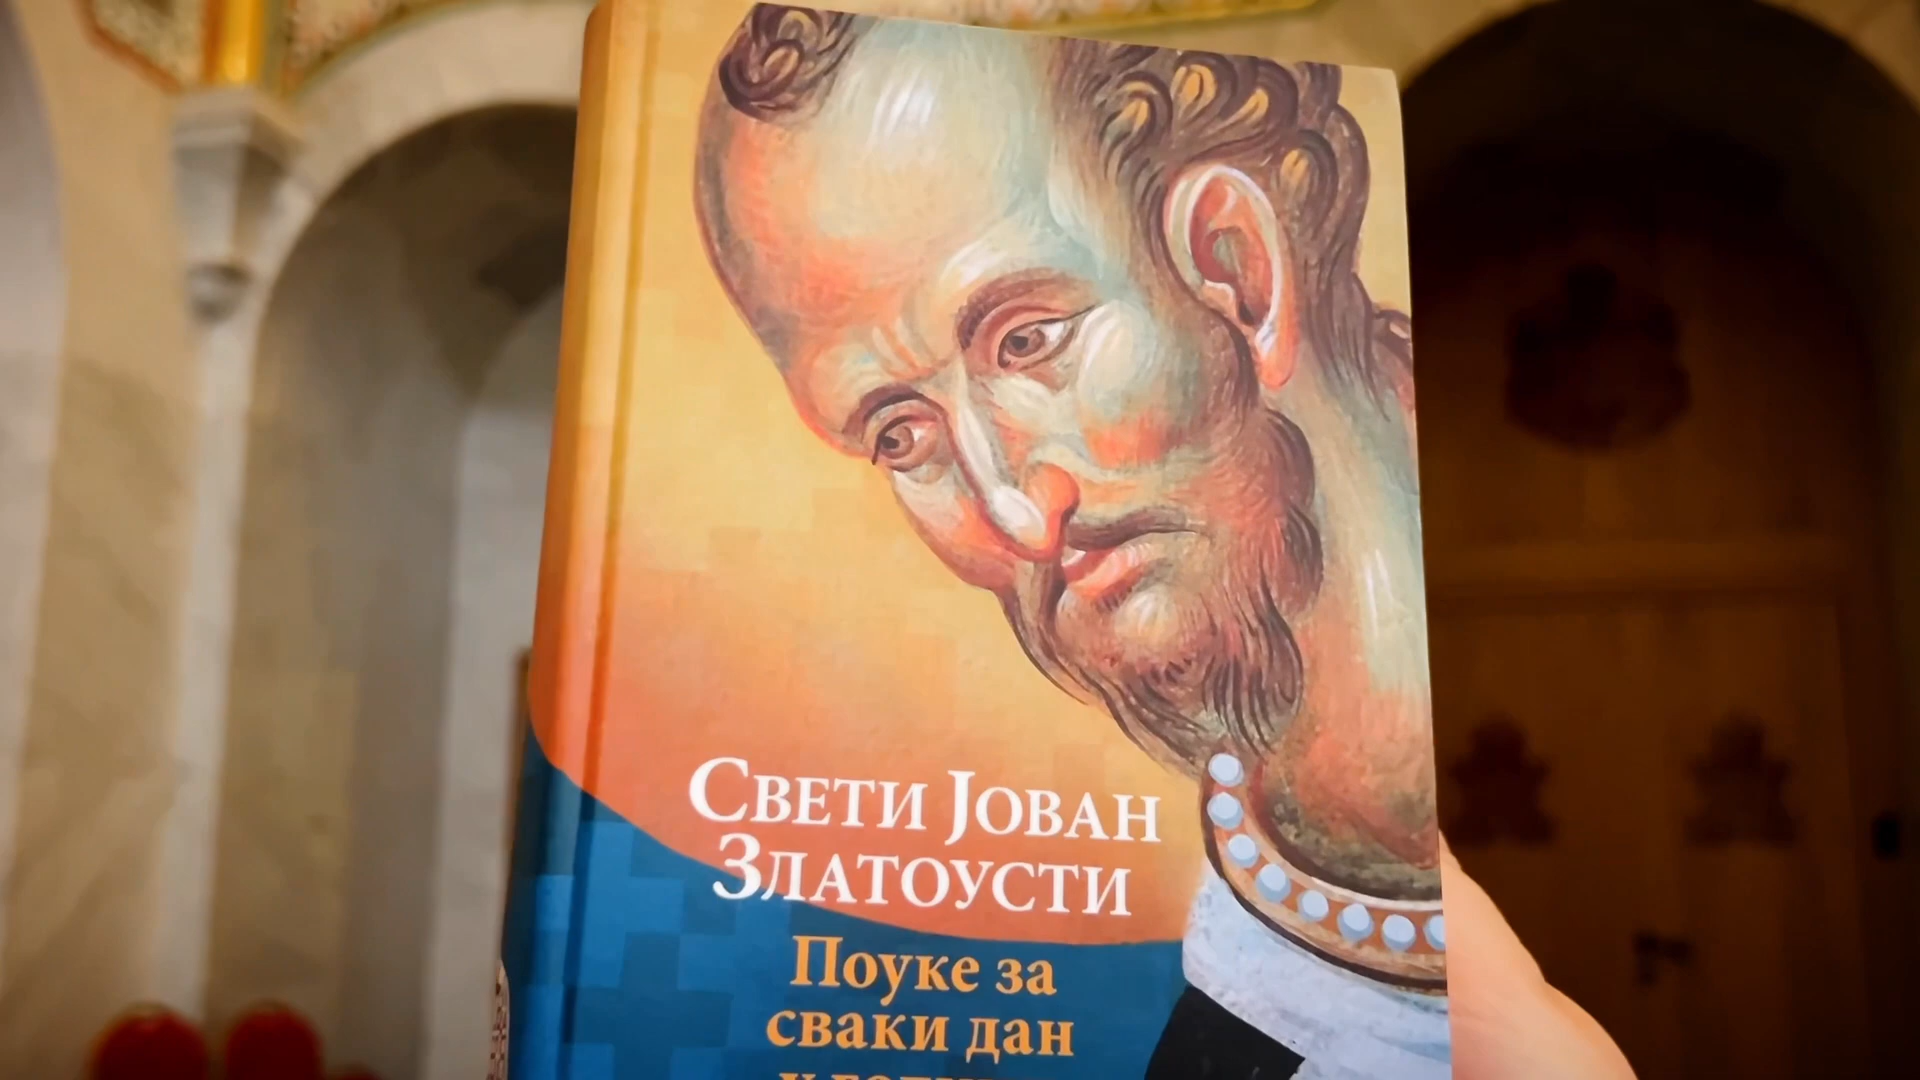 Свети Јован
Златоусти
Поуке за
сваки дан